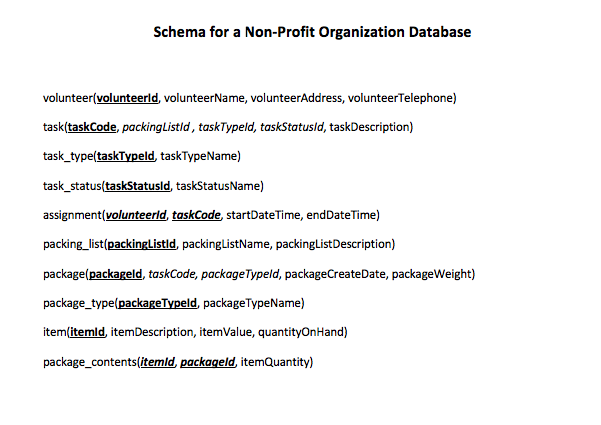 Schema for a Non-Profit Organization Database
volunteer(volunteerId, volunteerName, volunteerAddress, volunteerTelephone)
task(taskCode, packingListId , taskTypeId, taskStatusId, taskDescription)
task_type(taskTypeId, taskTypeName)
task_status(taskStatusId, taskStatusName)
assignment(volunteerId, taskCode, startDateTime, endDateTime)
packing_list(packingListId, packingListName, packingListDescription)
package(packageId, taskCode, packageTypeId, packageCreateDate, packageWeight)
package_type(packageTypeId, packageTypeName)
item(itemId, itemDescription, itemValue, quantityOnHand)
package_contents(itemId, packageId, itemQuantity)